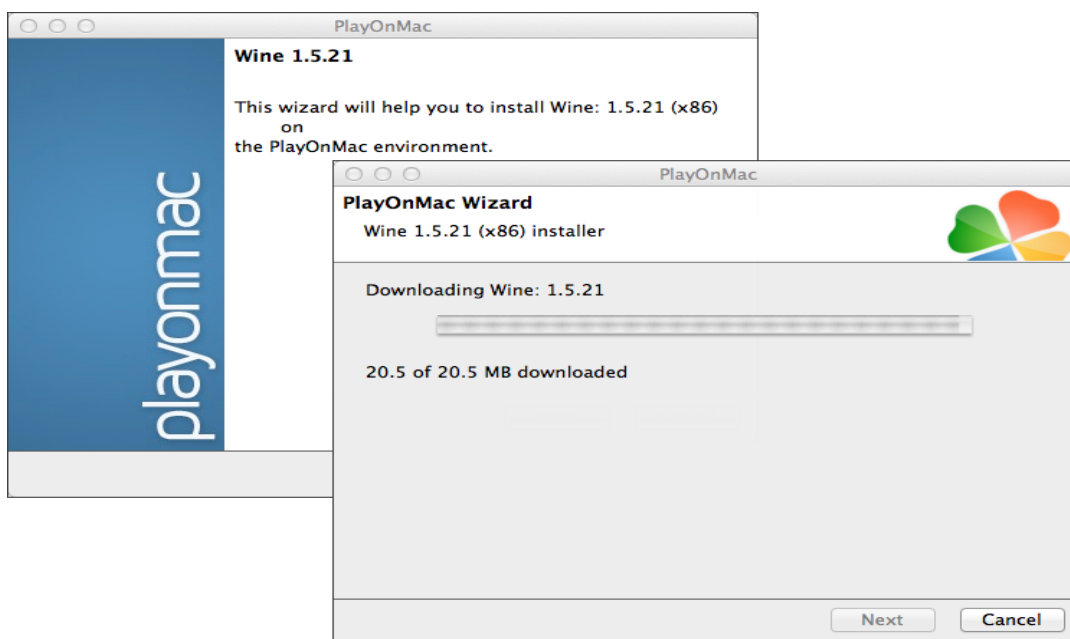 PlayOnMac
Wine 1.5.21
This wizard will help you to install Wine: 1.5.21 (x86)
on
the PlayOnMac environment.
playonmac
PlayOnMac
PlayOnMac Wizard
Wine 1.5.21 (x86) installer
Downloading Wine: 1.5.21
20.5 of 20.5 MB downloaded
Next
Cancel